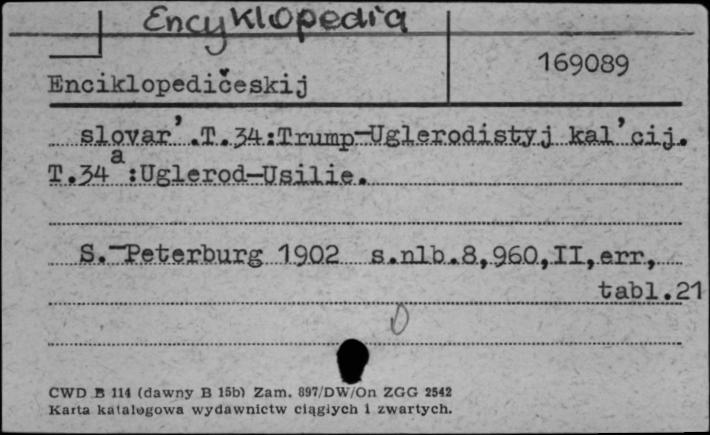 Encyklopedia
169089
Enciklopedičeskij
slovar'.T.34:Trump-Uglerodistyj kal'cij.
T.34a:Uglerod-Usilie.
S.-Peterburg 1902 s.nlb.8,960,II,err,
tabl.21
CWD B 114 (dawny B 15b) Zam. 897/DW/On ZGG 2542
Karta katalogowa wydawnictw ciągłych i zwartych.